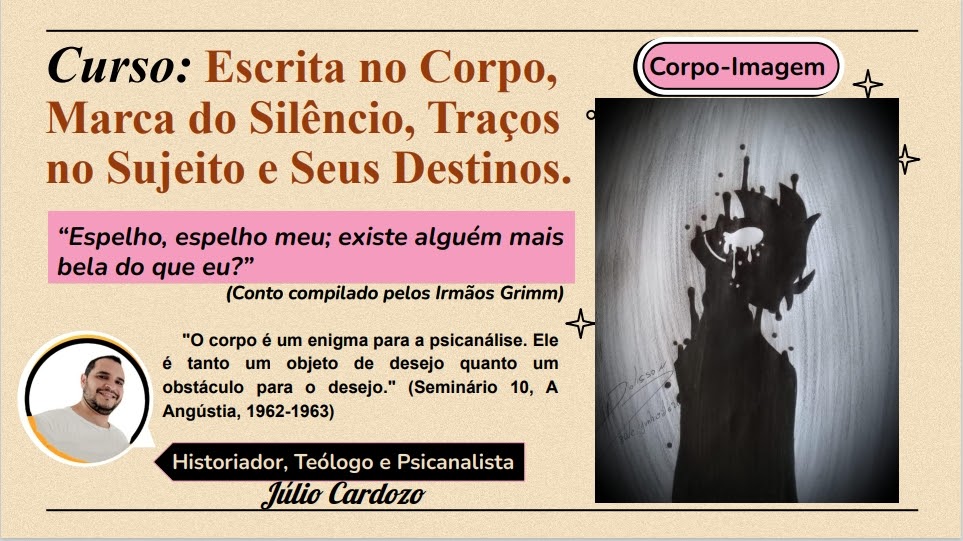 Curso: Escrita no Corpo,
Marca do Silêncio, Traços
no Sujeito e Seus Destinos.
Corpo-Imagem
“Espelho, espelho meu; existe alguém mais
bela do que eu?”
(Conto compilado pelos Irmãos Grimm)
"O corpo é um enigma para a psicanálise. Ele
é tanto um objeto de desejo quanto um
obstáculo para o desejo." (Seminário 10, A
Angústia, 1962-1963)
Historiador, Teólogo e Psicanalista
Júlio Cardozo